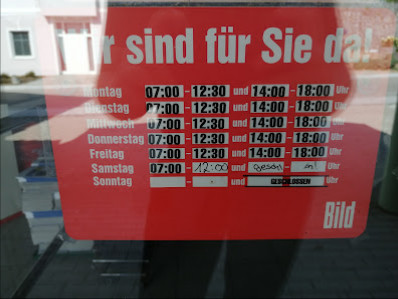 r sind für Sie da!
Montag 07:00 - 12:30 und 14:00 - 18:00 Uhr
Dienstag 07:00 - 12:30 und 14:00 - 18:00 Uhr
Mittwoch 07:00 - 12:30 und 14:00 - 18:00 Uhr
Donnerstag 07:00 - 12:30 und 14:00 - 18:00 Uhr
Freitag 07:00 - 12:30 und 14:00 - 18:00 Uhr
Samstag 07:00 - 12:00 und - Uhr
Sonntag - und GESCHLOSSEN Uhr
Bild